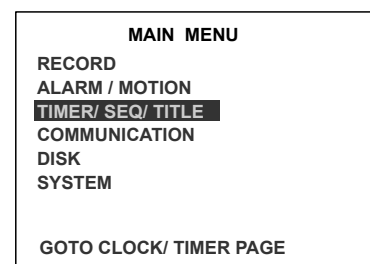 MAIN MENU
RECORD
ALARM / MOTION
TIMER/ SEQ/ TITLE
COMMUNICATION
DISK
SYSTEM
GOTO CLOCK/ TIMER PAGE